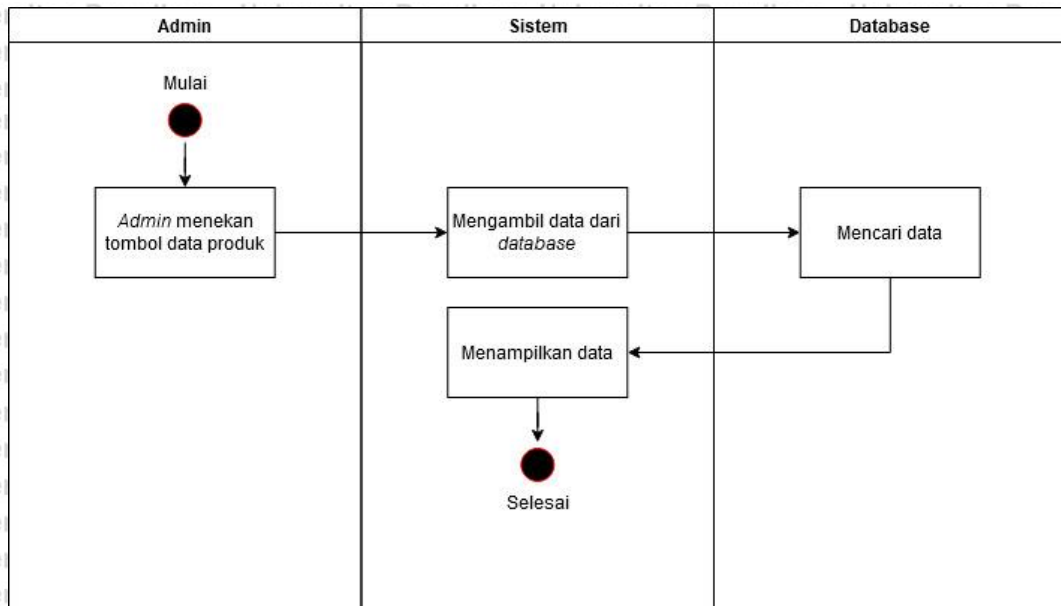 Admin
Sistem
Database
Mulai
Admin menekan
tombol data produk
Mengambil data dari
database
Mencari data
Menampilkan data
Selesai